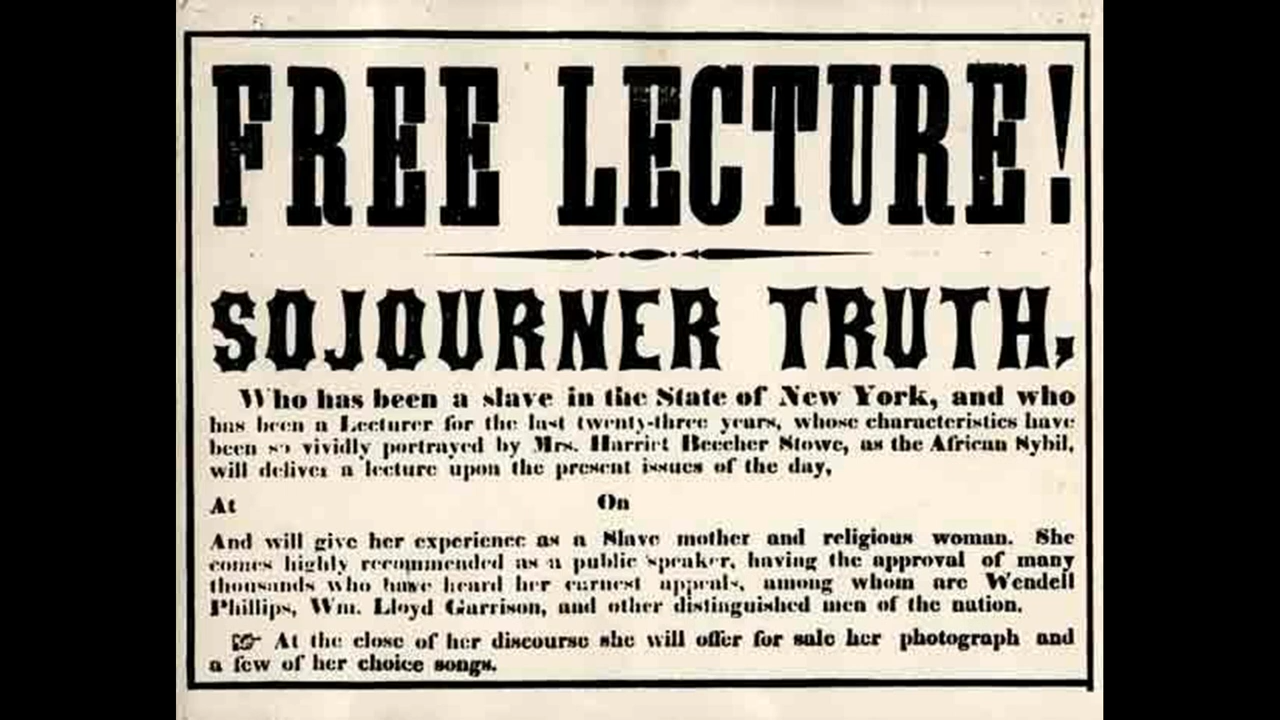 FREE LECTURE!
SOJOURNER TRUTH,
Who has been a slave in the State of New York, and who
has been a Lecturer for the last twenty-three years, whose characteristics have
been so vividly portrayed by Mrs. Harriet Beecher Stowe, as the African Sybil,
will deliver a lecture upon the present issues of the day,
At On
And will give her experience as a Slave mother and religious woman. She
comes highly recommended as a public speaker, having the approval of many
thousands who have heard her earnest appeals, among whom are Wendell
Phillips, Wm. Lloyd Garrison, and other distinguished men of the nation.
☞ At the close of her discourse she will offer for sale her photograph and
a few of her choice songs.